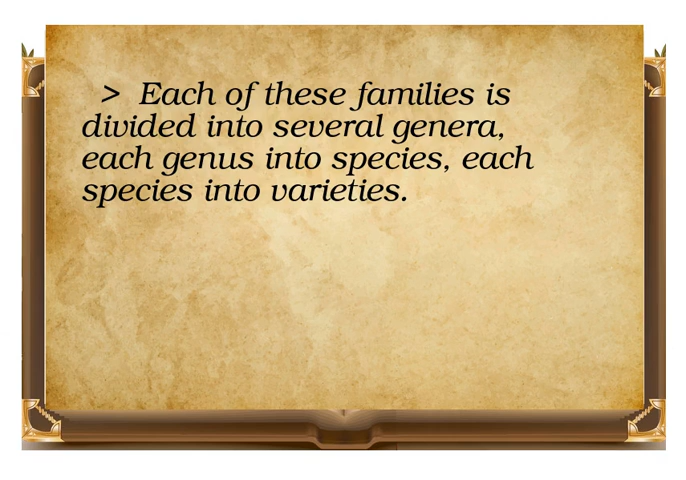 > Each of these families is
divided into several genera,
each genus into species, each
species into varieties.